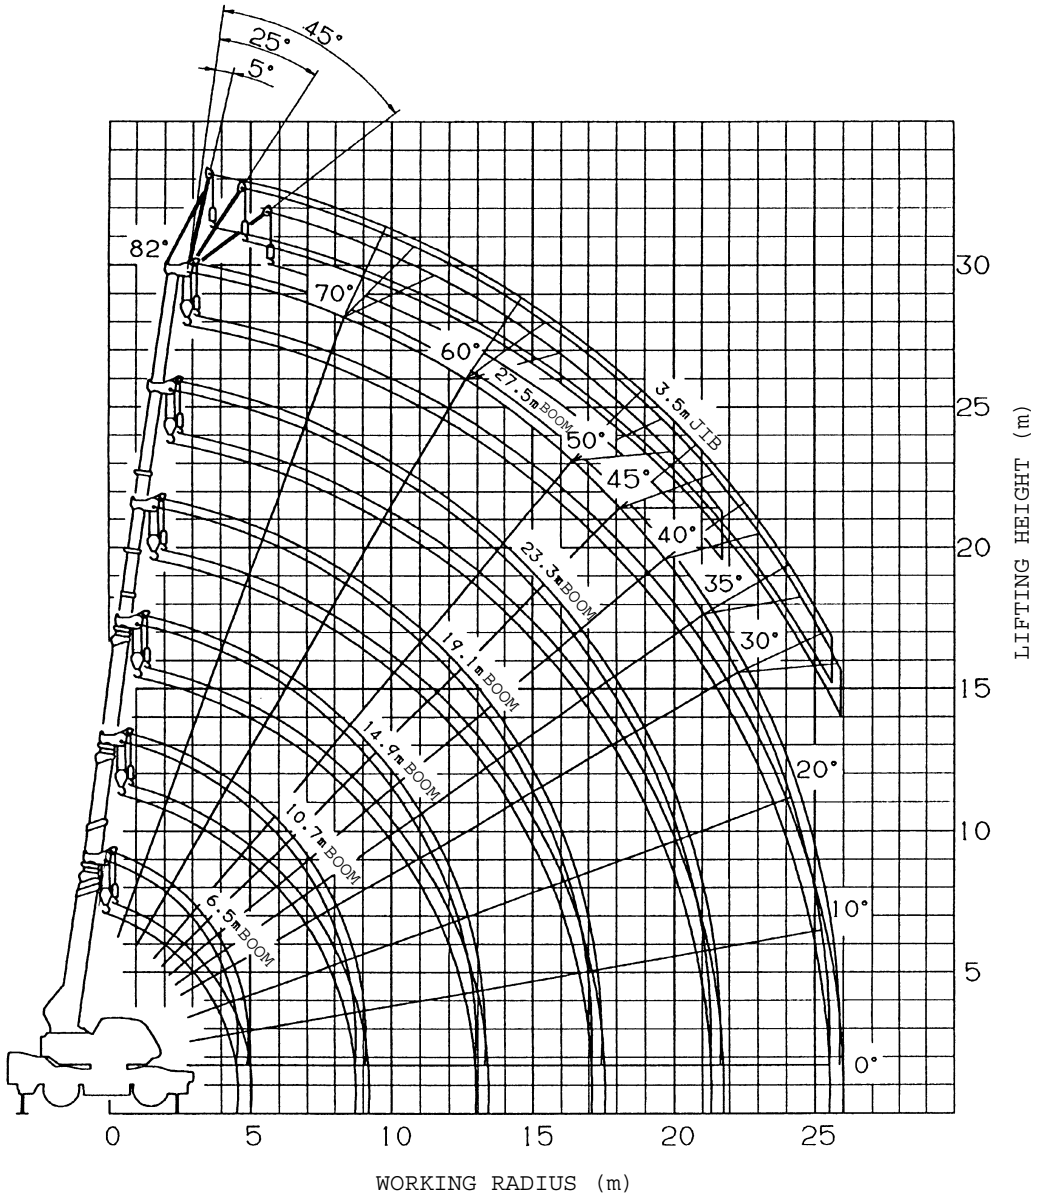 45°
25°
5°
82°
70°
60°
27.5m BOOM
50°
3.5m JIB
45°
40°
35°
30°
23.3m BOOM
19.1m BOOM
14.9m BOOM
10.7m BOOM
6.5m BOOM
20°
10°
0°
30
25
20
15
10
5
LIFTING HEIGHT (m)
0 5 10 15 20 25
WORKING RADIUS (m)